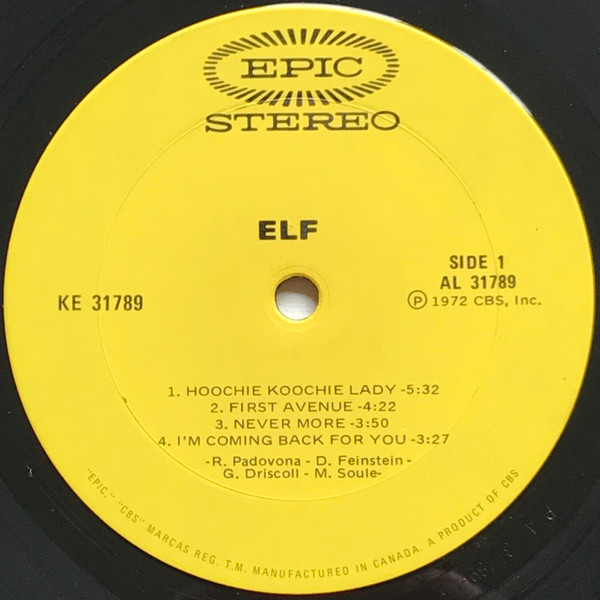 EPIC
STEREO
ELF
SIDE 1
AL 31789
KE 31789
Ⓟ 1972 CBS, Inc.
1. HOOCHIE KOOCHIE LADY -5:32
2. FIRST AVENUE -4:22
3. NEVER MORE -3:50
4. I'M COMING BACK FOR YOU -3:27
-R. Padovona - D. Feinstein-
G. Driscoll - M. Soule-
"EPIC," "CBS" MARCAS REG. T.M. MANUFACTURED IN CANADA. A PRODUCT OF CBS